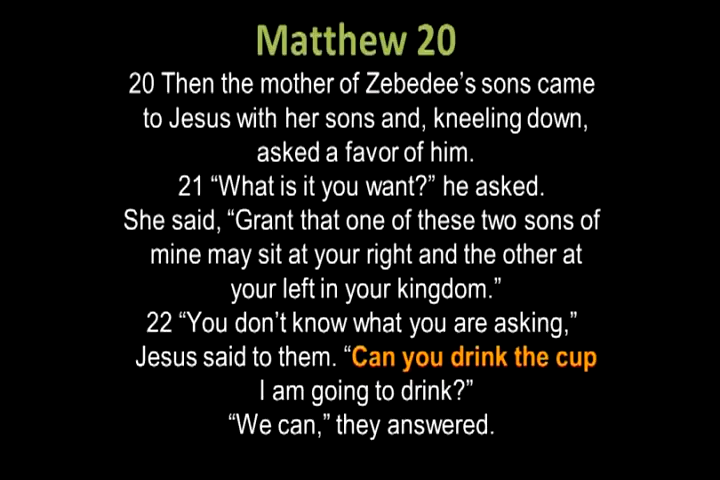 Matthew 20
20 Then the mother of Zebedee’s sons came
to Jesus with her sons and, kneeling down,
asked a favor of him.
21 “What is it you want?” he asked.
She said, “Grant that one of these two sons of
mine may sit at your right and the other at
your left in your kingdom.”
22 “You don’t know what you are asking,”
Jesus said to them. “Can you drink the cup
I am going to drink?”
“We can,” they answered.